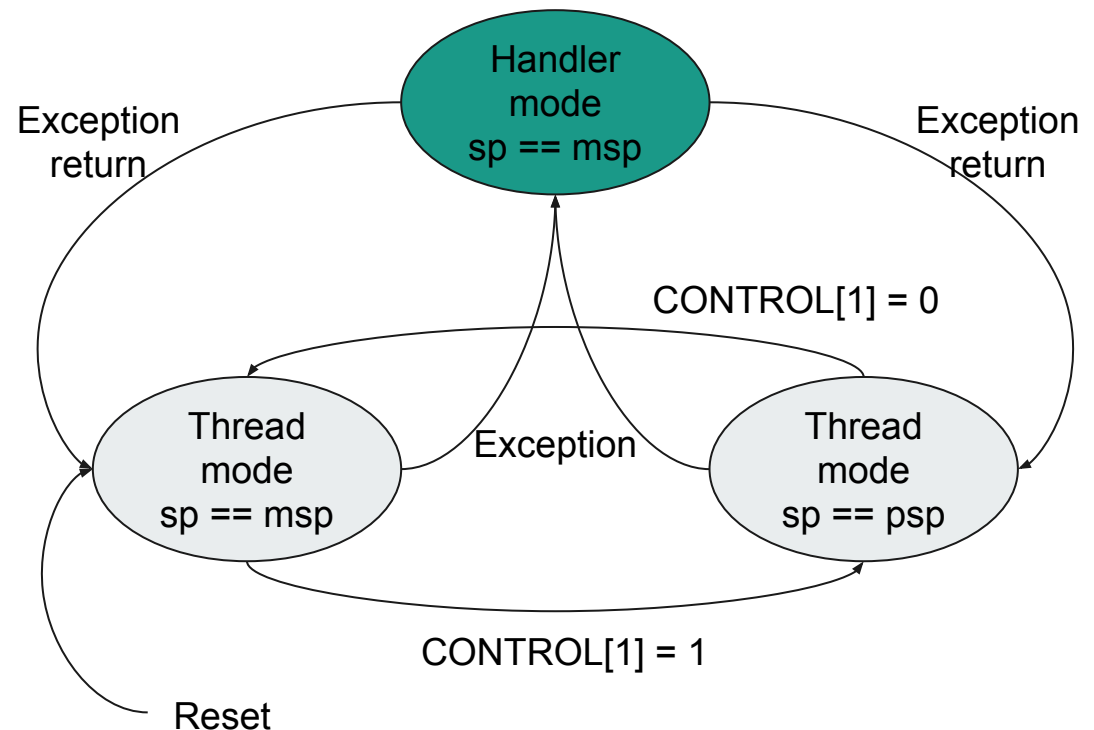 Handler
mode
sp == msp
Exception
return
Exception
return
CONTROL[1] = 0
Thread
mode
sp == msp
Exception
Thread
mode
sp == psp
CONTROL[1] = 1
Reset